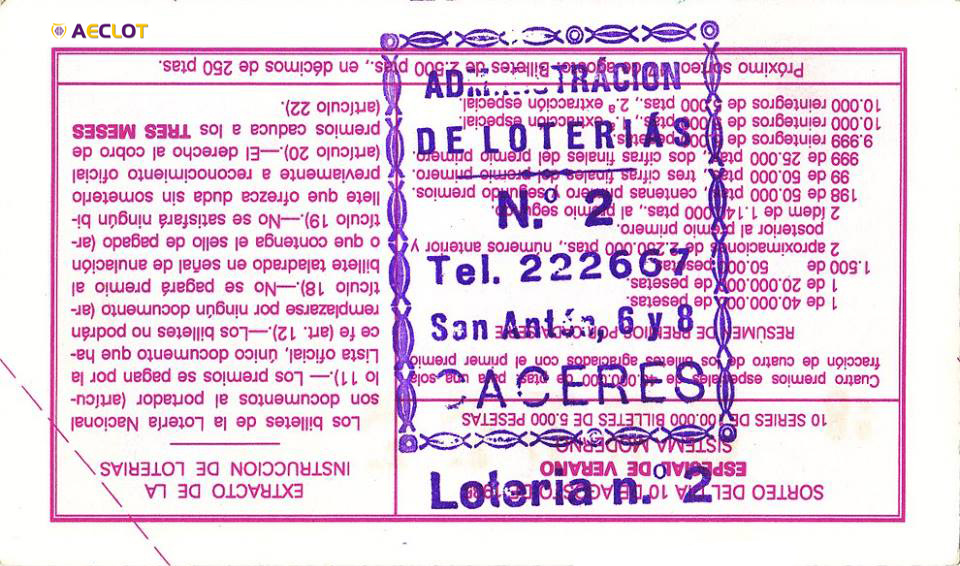 AECLOT
ADMINISTRACION
DE LOTERIAS
N.º 2
Tel. 222667
San Antón, 6 y 8
CACERES
Loteria n.º 2
SORTEO DEL DIA 10 DE AGOSTO DE
ESPECIAL DE VERANO
SISTEMA MODERNO
10 SERIES DE 100.000 BILLETES DE 5.000 PESETAS
Cuatro premios especiales de ptas. para una sola
fracción de cuatro de los billetes agraciados con el primer premio
RESUMEN DE PREMIOS POR CADA SERIE
1 de 40.000.000 de pesetas.
1 de 20.000.000 de pesetas.
1.500 de 50.000 pesetas.
2 aproximaciones de 2.250.000 ptas., números anterior y
posterior al premio primero.
2 ídem de ptas., al premio segundo.
198 de 50.000 ptas., centenas primero y segundo premios.
99 de 50.000 ptas., tres cifras finales del premio primero.
999 de 25.000 ptas., dos cifras finales del premio primero.
9.999 reintegros de 5.000 pesetas.
10.000 reintegros de 5.000 ptas., extracción especial.
10.000 reintegros de 5.000 ptas., 2.ª extracción especial.
EXTRACTO DE LA
INSTRUCCION DE LOTERIAS
Los billetes de la Lotería Nacional
son documentos al portador (artícu-
lo 11).— Los premios se pagan por la
Lista oficial, único documento que ha-
ce fe (art. 12).—Los billetes no podrán
remplazarse por ningún documento (ar-
tículo 18).—No se pagará premio al
billete taladrado en señal de anulación
o que contenga el sello de pagado (ar-
tículo 19).—No se satisfará ningún bi-
llete que ofrezca duda sin someterlo
previamente a reconocimiento oficial
(artículo 20).—El derecho al cobro de
premios caduca a los TRES MESES
(artículo 22).
Próximo sorteo: de agosto. Billetes de 2.500 ptas., en décimos de 250 ptas.